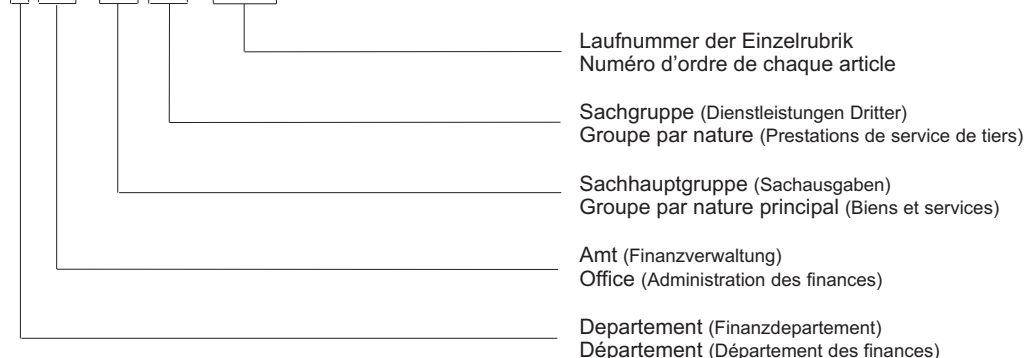 Laufnummer der Einzelrubrik
Numéro d'ordre de chaque article
Sachgruppe (Dienstleistungen Dritter)
Groupe par nature (Prestations de service de tiers)
Sachhauptgruppe (Sachausgaben)
Groupe par nature principal (Biens et services)
Amt (Finanzverwaltung)
Office (Administration des finances)
Departement (Finanzdepartement)
Département (Département des finances)